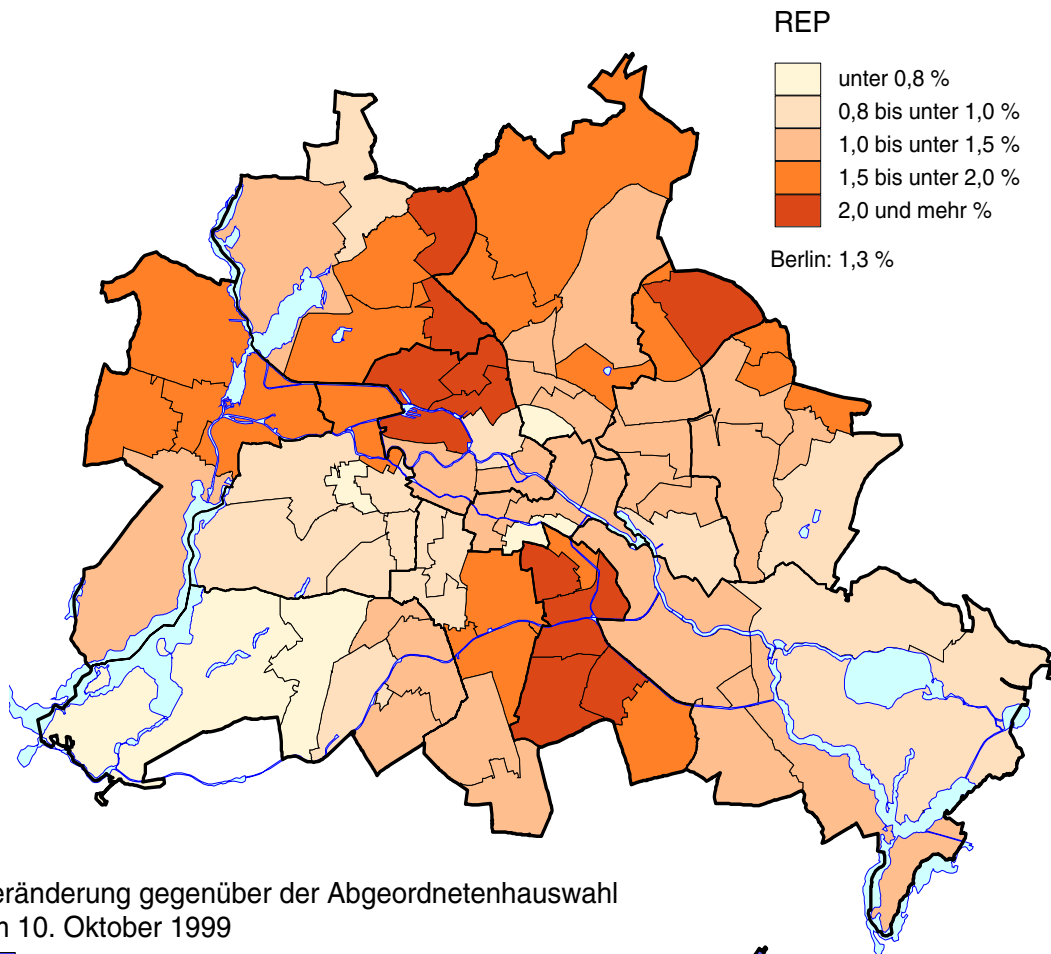 REP
unter 0,8 %
0,8 bis unter 1,0 %
1,0 bis unter 1,5 %
1,5 bis unter 2,0 %
2,0 und mehr %
Berlin: 1,3 %
eränderung gegenüber der Abgeordnetenhauswahl
10. Oktober 1999